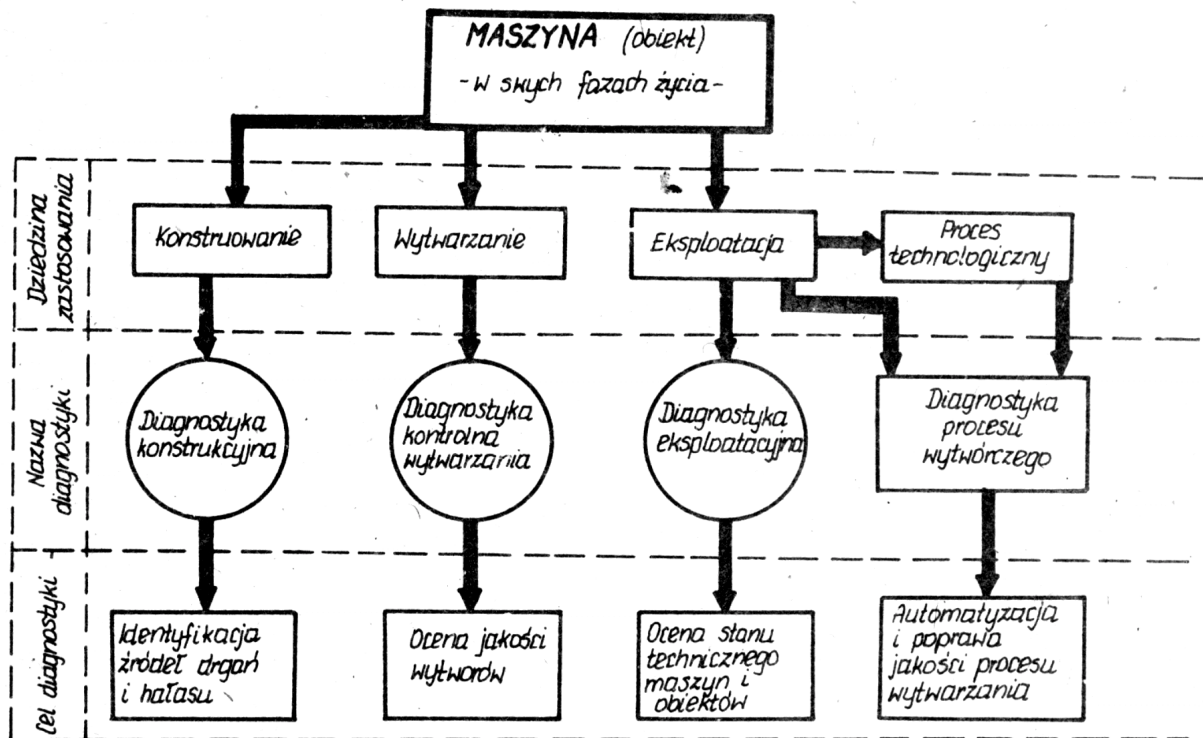 MASZYNA (obiekt)
- w swych fazach życia -
Dziedzina
zastosowania
Konstruowanie
Wytwarzanie
Eksploatacja
Proces
technologiczny
Nazwa
diagnostyki
Diagnostyka
konstrukcyjna
Diagnostyka
kontrolna
wytwarzania
Diagnostyka
eksploatacyjna
Diagnostyka
procesu
wytwórczego
Cel diagnostyki
Identyfikacja
źródeł drgań
i hałasu
Ocena jakości
wytworów
Ocena stanu
technicznego
maszyn i
obiektów
Automatyzacja
i poprawa
jakości procesu
wytwarzania